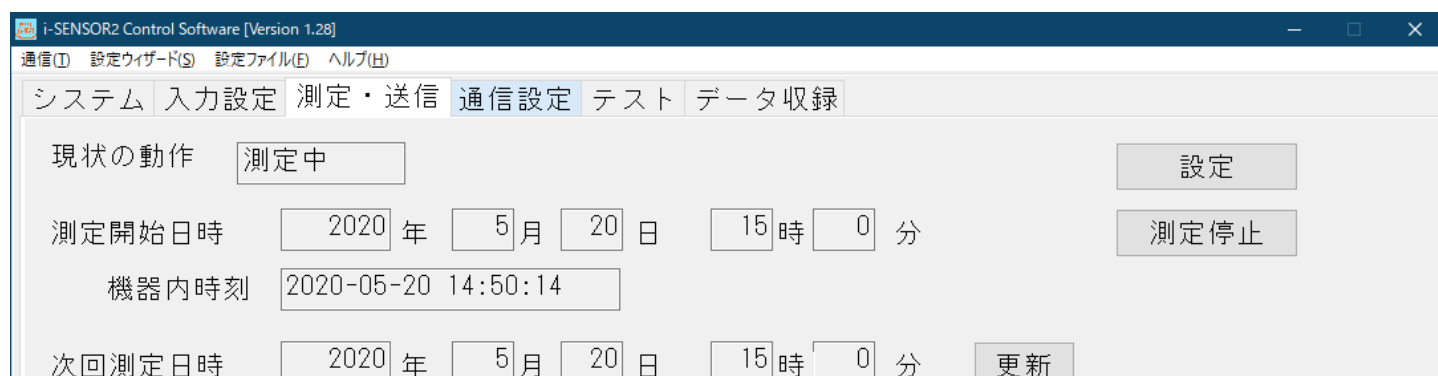 i-SENSOR2 Control Software [Version 1.28]
通信(T) 設定ウィザード(S) 設定ファイル(F) ヘルプ(H)
システム 入力設定 測定・送信 通信設定 テスト データ収録
現状の動作 測定中 設定
測定開始日時 2020 年 5 月 20 日 15 時 0 分 測定停止
機器内時刻 2020-05-20 14:50:14
次回測定日時 2020 年 5 月 20 日 15 時 0 分 更新